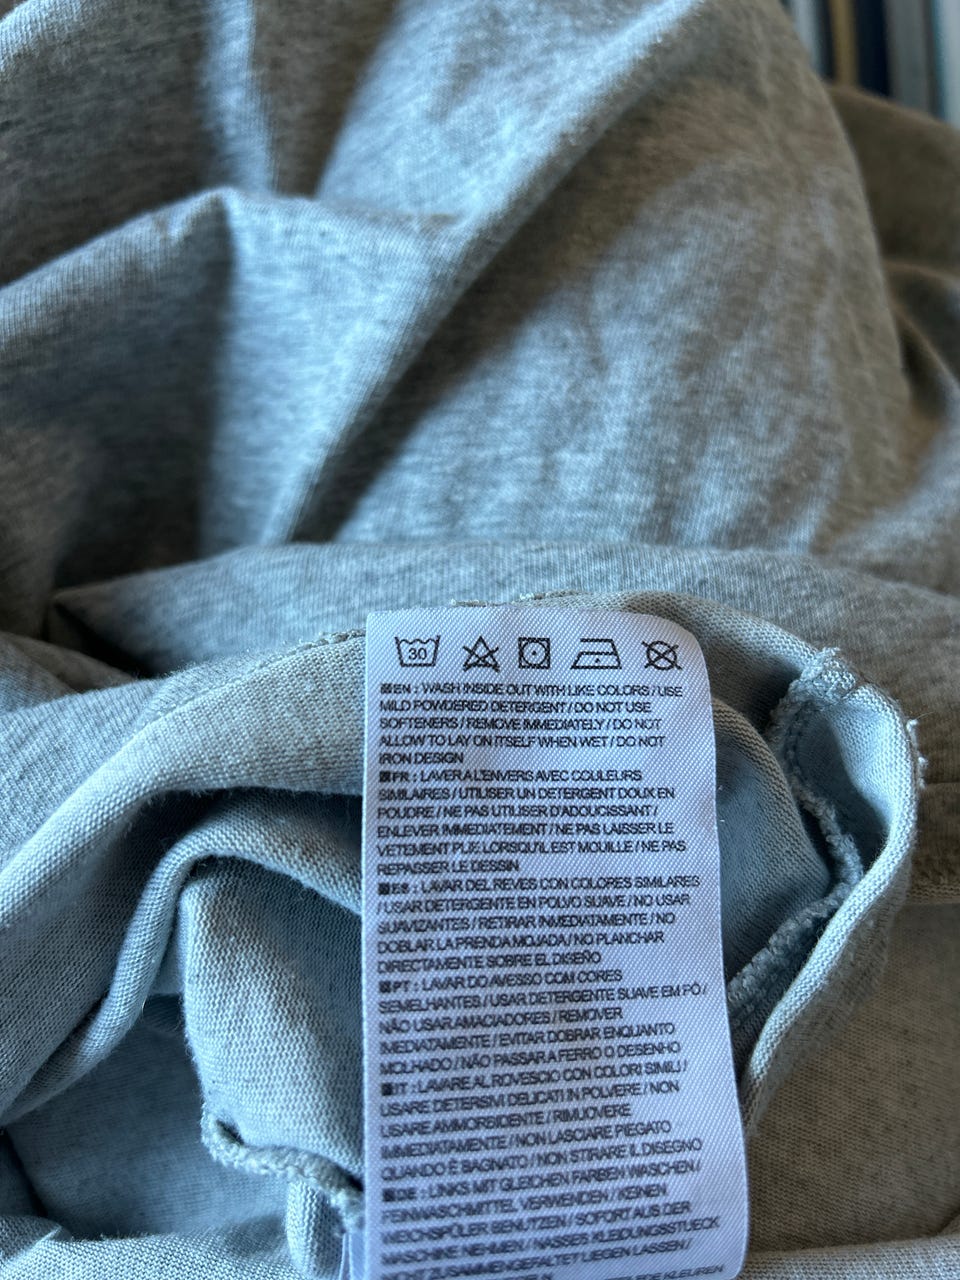 30
EN : WASH INSIDE OUT WITH LIKE COLORS / USE
MILD POWDERED DETERGENT / DO NOT USE
SOFTENERS / REMOVE IMMEDIATELY / DO NOT
ALLOW TO LAY ON ITSELF WHEN WET / DO NOT
IRON DESIGN
FR : LAVER A L'ENVERS AVEC COULEURS
SIMILAIRES / UTILISER UN DETERGENT DOUX EN
POUDRE / NE PAS UTILISER D'ADOUCISSANT /
ENLEVER IMMEDIATEMENT / NE PAS LAISSER LE
VETEMENT PLIE LORSQU'IL EST MOUILLE / NE PAS
REPASSER LE DESSIN
ES : LAVAR DEL REVES CON COLORES SIMILARES
/ USAR DETERGENTE EN POLVO SUAVE / NO USAR
SUAVIZANTES / RETIRAR INMEDIATAMENTE / NO
DOBLAR LA PRENDA MOJADA / NO PLANCHAR
DIRECTAMENTE SOBRE EL DISEÑO
PT : LAVAR DO AVESSO COM CORES
SEMELHANTES / USAR DETERGENTE SUAVE EM PÓ /
NÃO USAR AMACIADORES / REMOVER
IMEDIATAMENTE / EVITAR DOBRAR ENQUANTO
MOLHADO / NÃO PASSAR A FERRO O DESENHO
IT : LAVARE AL ROVESCIO CON COLORI SIMILI /
USARE DETERSIVI DELICATI IN POLVERE / NON
USARE AMMORBIDENTE / RIMUOVERE
IMMEDIATAMENTE / NON LASCIARE PIEGATO
QUANDO È BAGNATO / NON STIRARE IL DISEGNO
DE : LINKS MIT GLEICHEN FARBEN WASCHEN /
FEINWASCHMITTEL VERWENDEN / KEINEN
WEICHSPÜLER BENUTZEN / SOFORT AUS DER
MASCHINE NEHMEN / NASSES KLEIDUNGSSTUECK
NICHT ZUSAMMENGEFALTET LIEGEN LASSEN /
KLEUREN